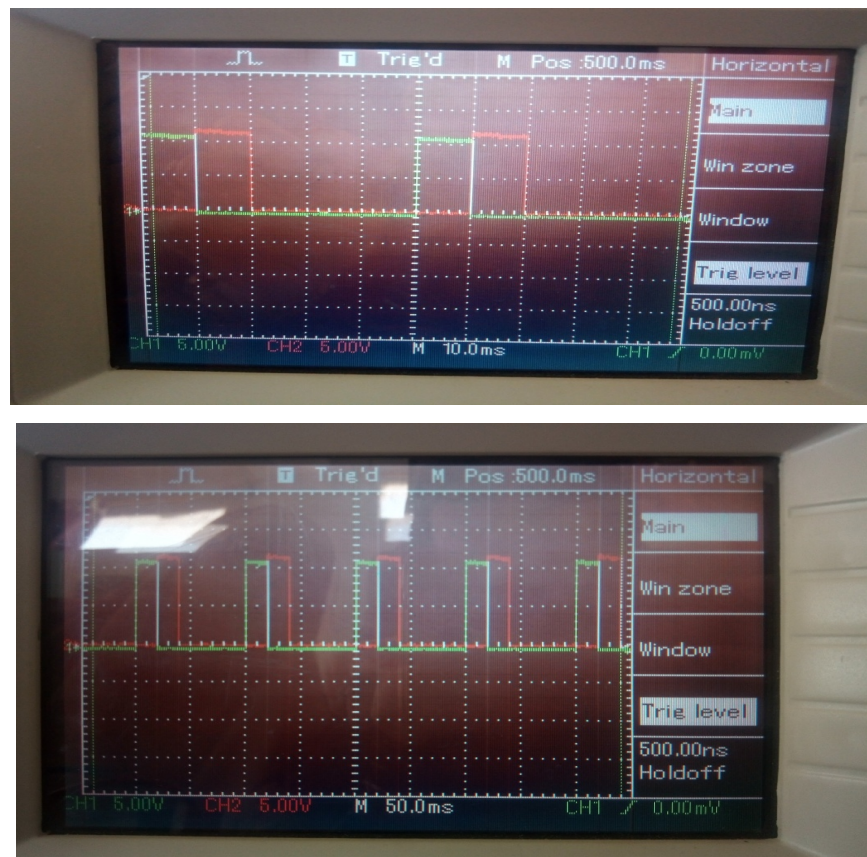 T Trig'd M Pos :500.0ms Horizontal
Main
Win zone
Window
Trig level
500.00ns
Holdoff
CH1 5.00V CH2 5.00V M 10.0ms CH1 0.00mV
T Trig'd M Pos :500.0ms Horizontal
Main
Win zone
Window
Trig level
500.00ns
Holdoff
CH1 5.00V CH2 5.00V M 50.0ms CH1 0.00mV